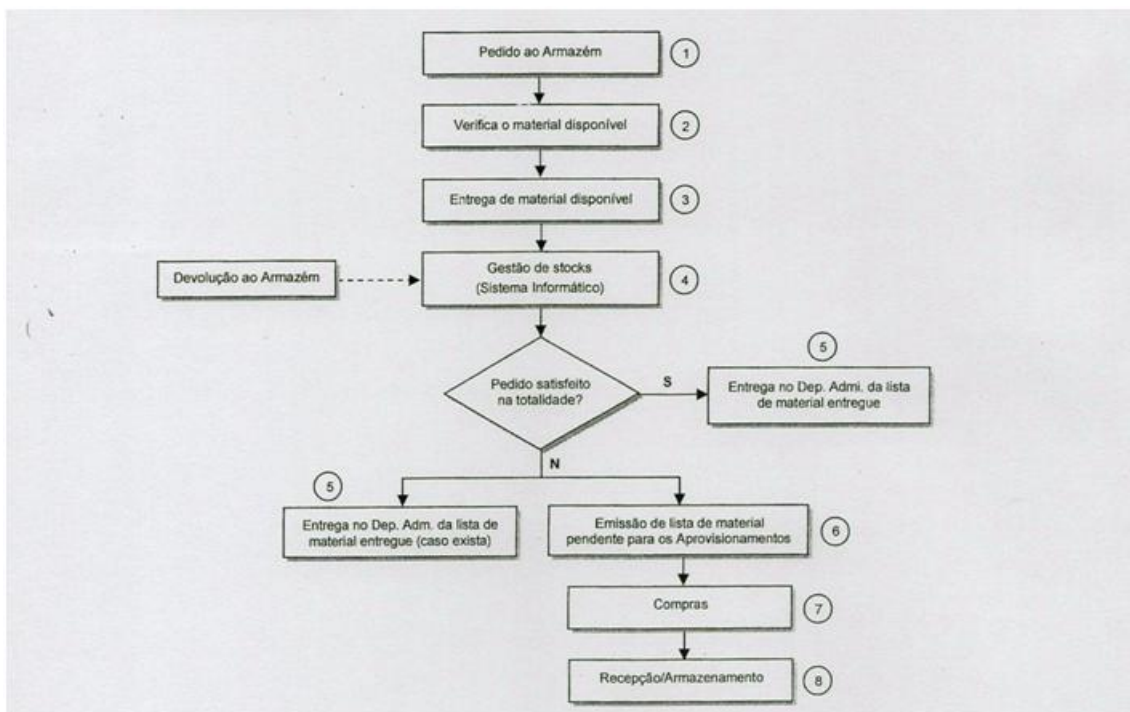 Pedido ao Armazém
1
Verifica o material disponível
2
Entrega de material disponível
3
Devolução ao Armazém
Gestão de stocks
(Sistema Informático)
4
Pedido satisfeito
na totalidade?
S
5
Entrega no Dep. Admi. da lista
de material entregue
N
5
Entrega no Dep. Adm. da lista de
material entregue (caso exista)
Emissão de lista de material
pendente para os Aprovisionamentos
6
Compras
7
Recepção/Armazenamento
8